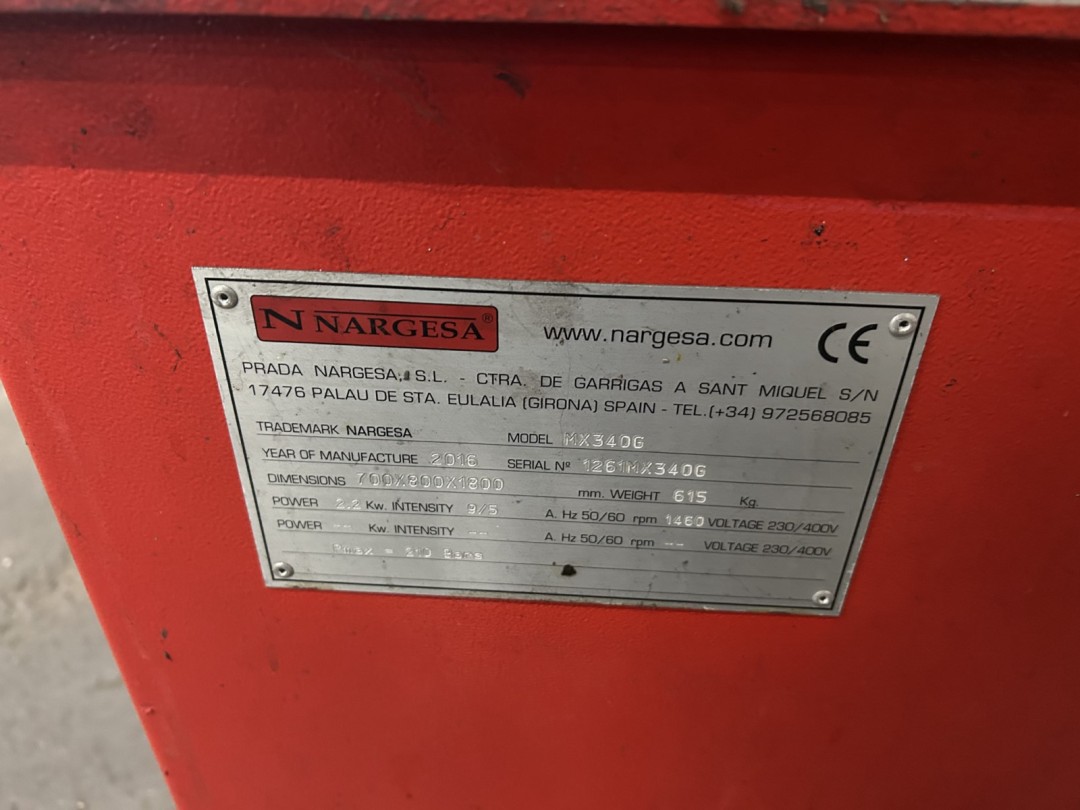 N NARGESA® www.nargesa.com CE
PRADA NARGESA, S.L. - CTRA. DE GARRIGAS A SANT MIQUEL S/N
17476 PALAU DE STA. EULALIA (GIRONA) SPAIN - TEL.(+34) 972568085
TRADEMARK NARGESA MODEL MX340G
YEAR OF MANUFACTURE 2016 SERIAL Nº 1261MX340G
DIMENSIONS 700X800X1800 mm. WEIGHT 615 Kg.
POWER 2.2 Kw. INTENSITY 9/5 A. Hz 50/60 rpm 1460 VOLTAGE 230/400V
POWER -- Kw. INTENSITY -- A. Hz 50/60 rpm -- VOLTAGE 230/400V
Pmax =